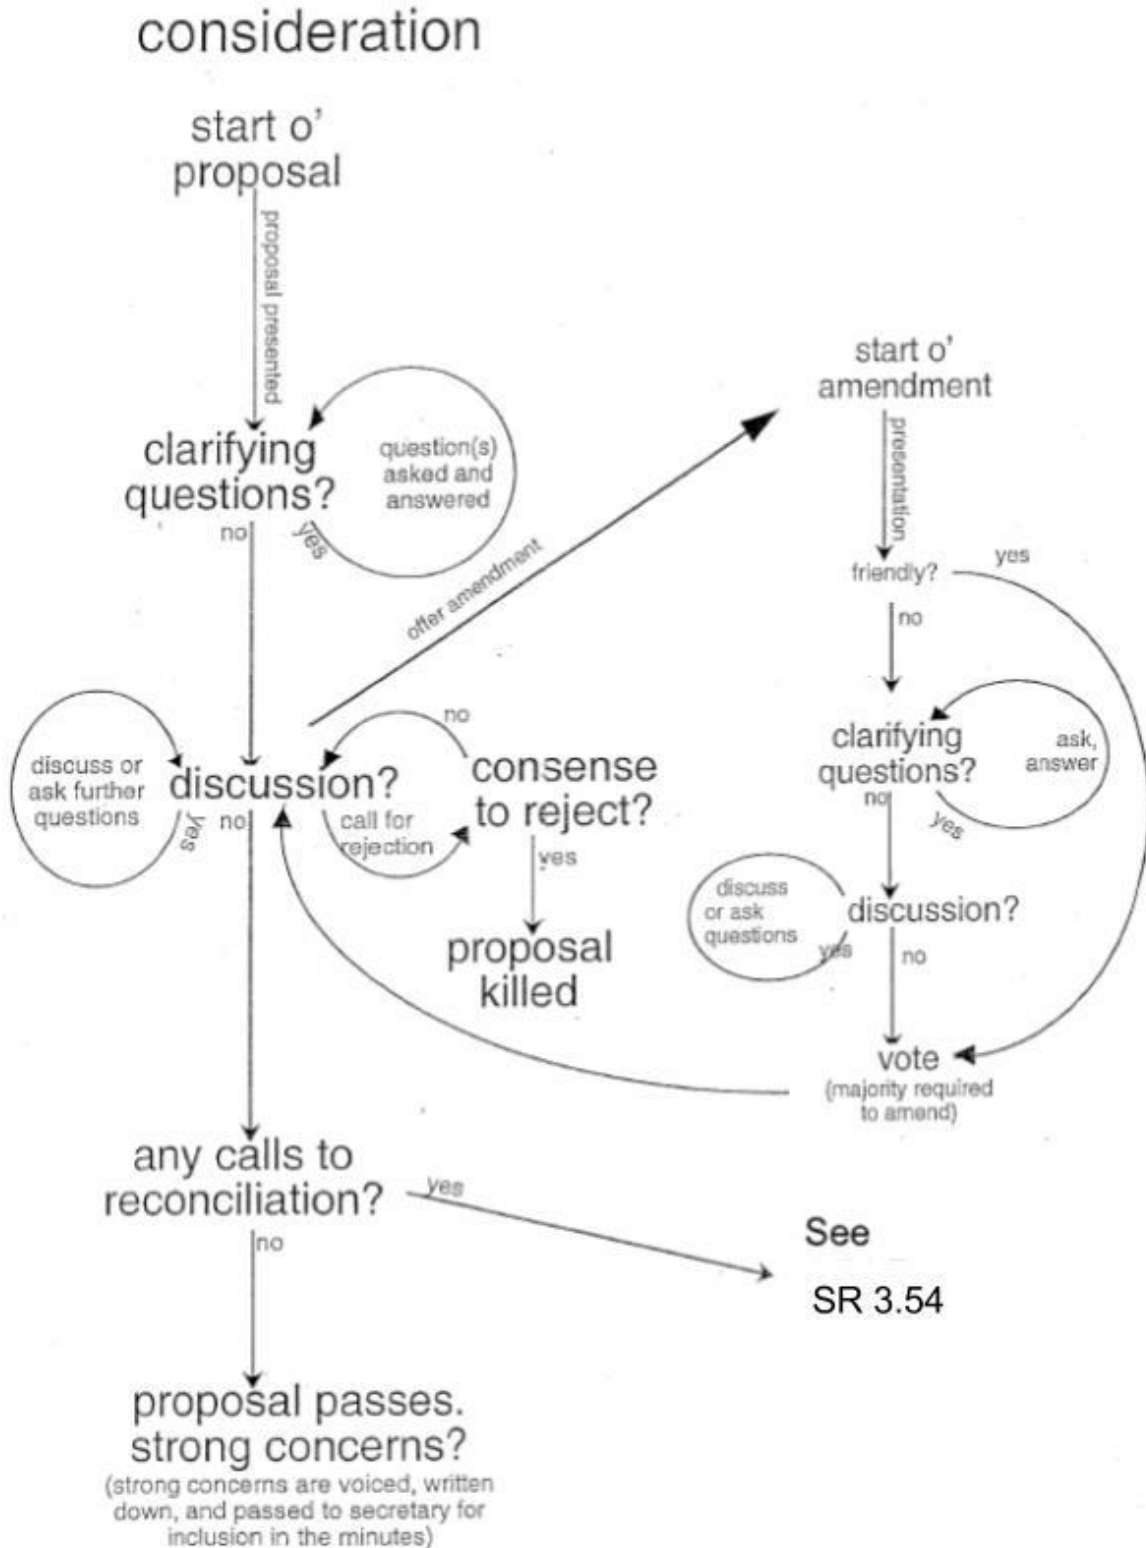 consideration
start o'
proposal
proposal presented
clarifying
questions?
question(s)
asked and
answered
no
yes
offer amendment
discuss or
ask further
questions
discussion?
yes
no
call for
rejection
no
consense
to reject?
yes
proposal
killed
start o'
amendment
presentation
friendly?
yes
no
clarifying
questions?
ask,
answer
no
yes
discuss
or ask
questions
discussion?
yes
no
vote
(majority required
to amend)
any calls to
reconciliation?
yes
See
SR 3.54
no
proposal passes.
strong concerns?
(strong concerns are voiced, written
down, and passed to secretary for
inclusion in the minutes)